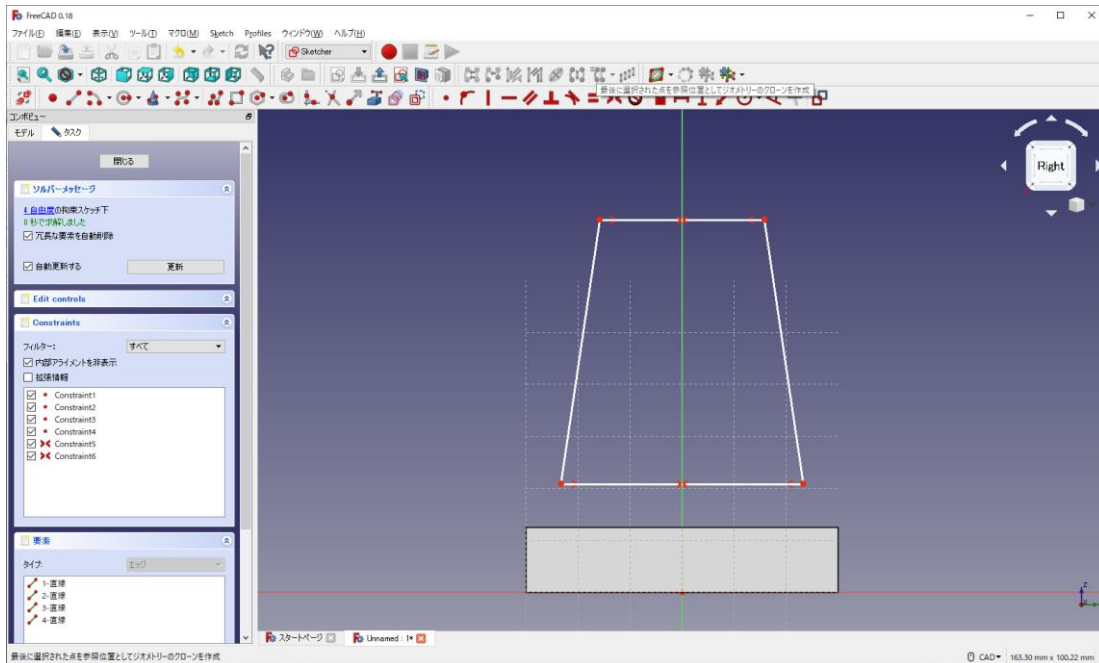 FreeCAD 0.18
ファイル(F) 編集(E) 表示(V) ツール(T) マクロ(M) Sketch Profiles ウィンドウ(W) ヘルプ(H)
Sketcher
最後に選択された点を参照位置としてジオメトリーのクローンを作成
コンボビュー
モデル タスク
閉じる
ソルバーメッセージ
4 自由度の拘束スケッチ下
0 秒で求解しました
冗長な要素を自動削除
自動更新する 更新
Edit controls
Constraints
フィルター: すべて
内部アライメントを非表示
拡張情報
Constraint1
Constraint2
Constraint3
Constraint4
Constraint5
Constraint6
要素
タイプ: エッジ
1-直線
2-直線
3-直線
4-直線
Right
z
スタートページ Unnamed : 1*
最後に選択された点を参照位置としてジオメトリーのクローンを作成 CAD 163.30 mm x 100.22 mm